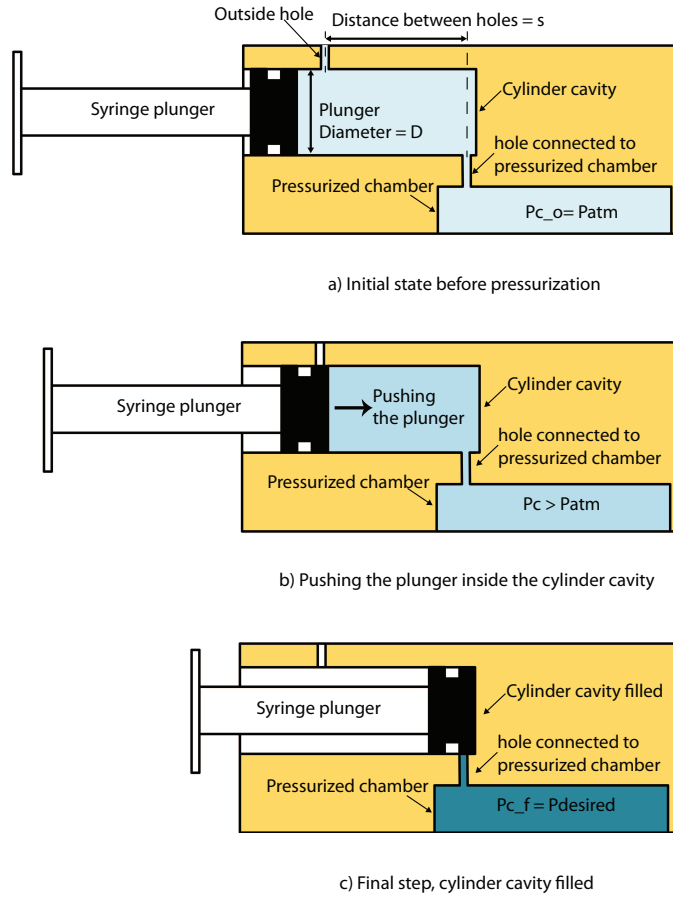 Outside hole
Distance between holes = s
Syringe plunger
Plunger
Diameter = D
Cylinder cavity
hole connected to
pressurized chamber
Pressurized chamber
Pc_o= Patm
a) Initial state before pressurization
Syringe plunger
Pushing
the plunger
Cylinder cavity
hole connected to
pressurized chamber
Pressurized chamber
Pc > Patm
b) Pushing the plunger inside the cylinder cavity
Syringe plunger
Cylinder cavity filled
hole connected to
pressurized chamber
Pressurized chamber
Pc_f = Pdesired
c) Final step, cylinder cavity filled